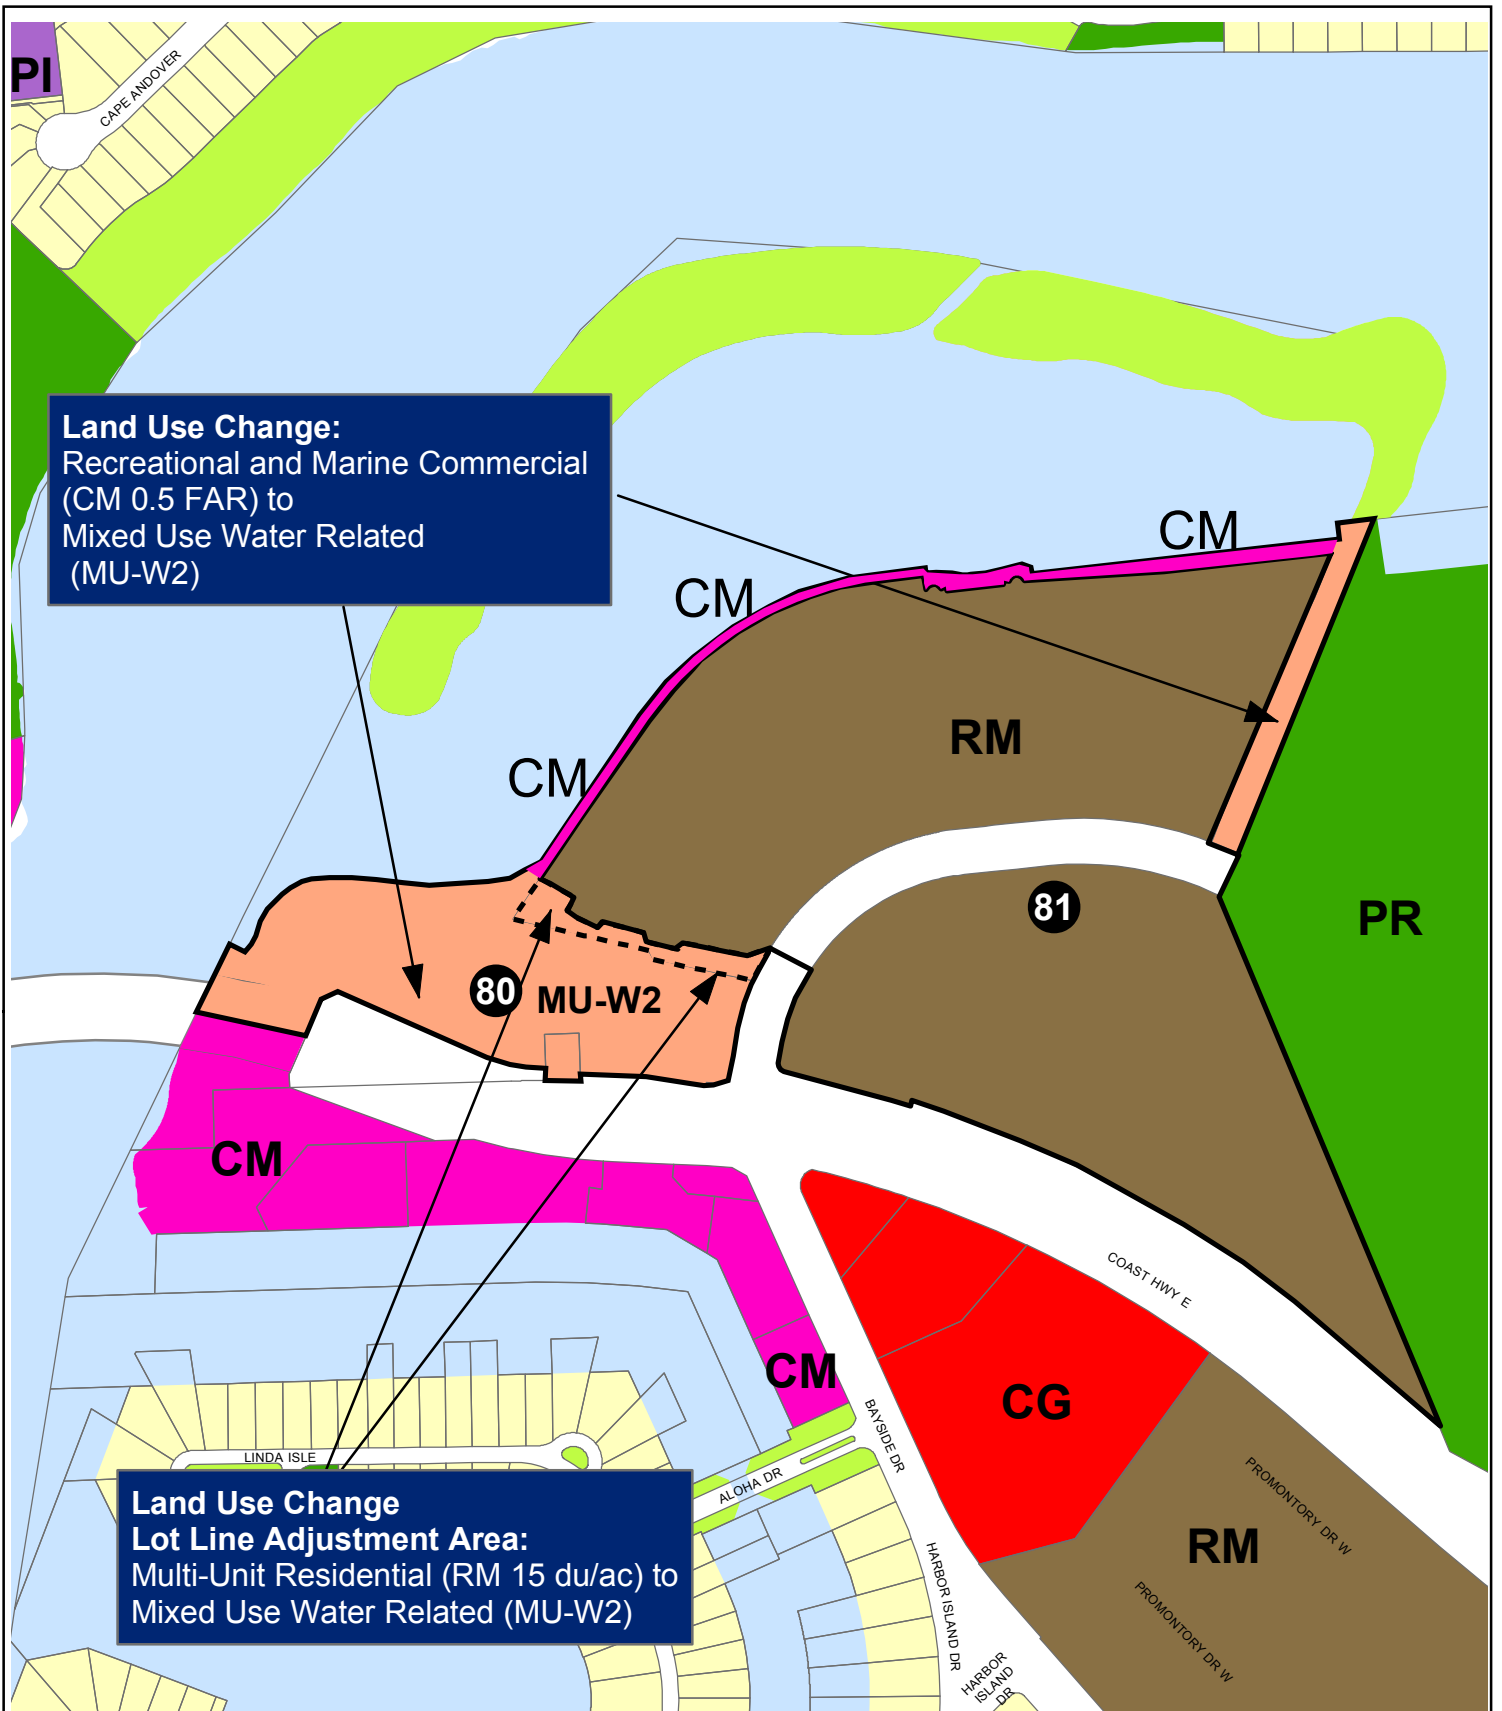 PI
CAPE ANDOVER
Land Use Change:
Recreational and Marine Commercial
(CM 0.5 FAR) to
Mixed Use Water Related
(MU-W2)
CM
CM
CM
RM
81
PR
80
MU-W2
CM
COAST HWY E
CM
CG
BAYSIDE DR
LINDA ISLE
ALOHA DR
Land Use Change
Lot Line Adjustment Area:
Multi-Unit Residential (RM 15 du/ac) to
Mixed Use Water Related (MU-W2)
HARBOR ISLAND DR
RM
PROMONTORY DR W
PROMONTORY DR W
HARBOR
ISLAND
DR